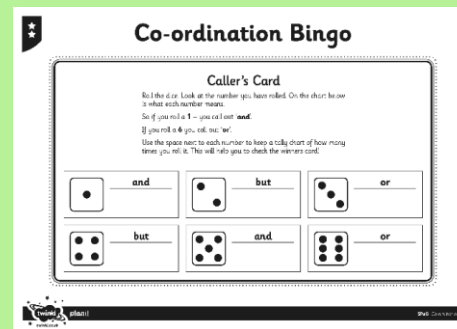 Co-ordination Bingo
Caller's Card
Roll the dice. Look at the number you have rolled. On the chart below
is what each number means.
So if you roll a 1 – you call out 'and'.
If you roll a 6 you call out 'or'.
Use the space next to each number to keep a tally chart of how many
times you roll it. This will help you to check the winners card!
and but or
but and or
twinkl planit
twinkl.co.uk